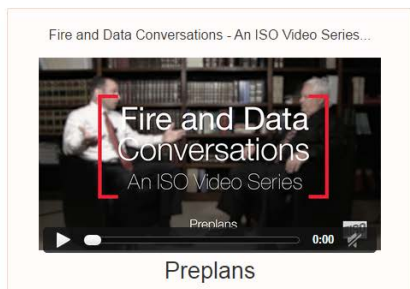 Fire and Data Conversations - An ISO Video Series...
Fire and Data
Conversations
An ISO Video Series
Preplans
0:00
Preplans